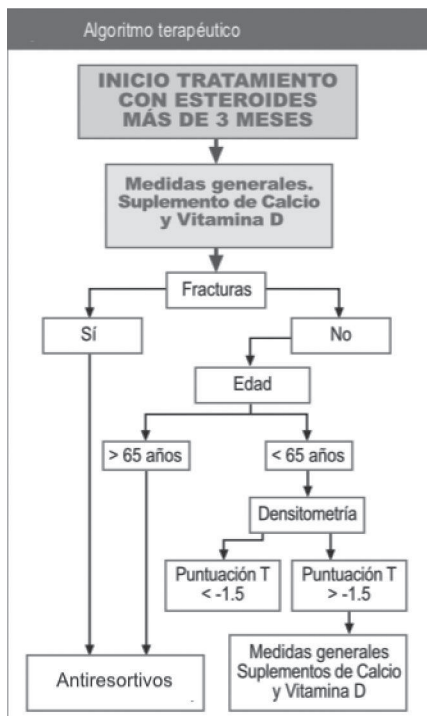 Algoritmo terapéutico
INICIO TRATAMIENTO
CON ESTEROIDES
MÁS DE 3 MESES
Medidas generales.
Suplemento de Calcio
y Vitamina D
Fracturas
Sí
No
Edad
> 65 años
< 65 años
Densitometría
Puntuación T
< -1.5
Puntuación T
> -1.5
Antiresortivos
Medidas generales
Suplementos de Calcio
y Vitamina D